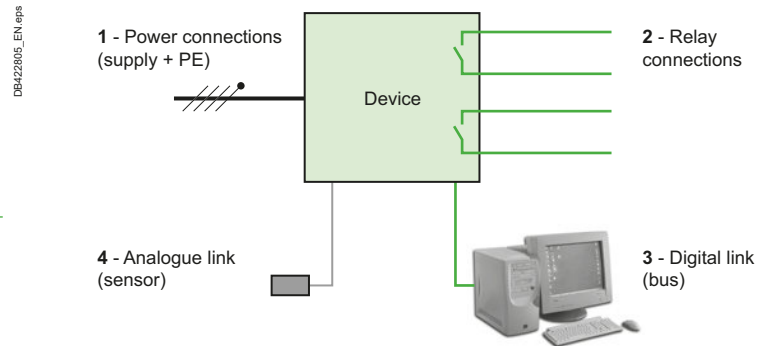 DB422805_EN.eps
1 - Power connections
(supply + PE)
Device
2 - Relay
connections
4 - Analogue link
(sensor)
3 - Digital link
(bus)